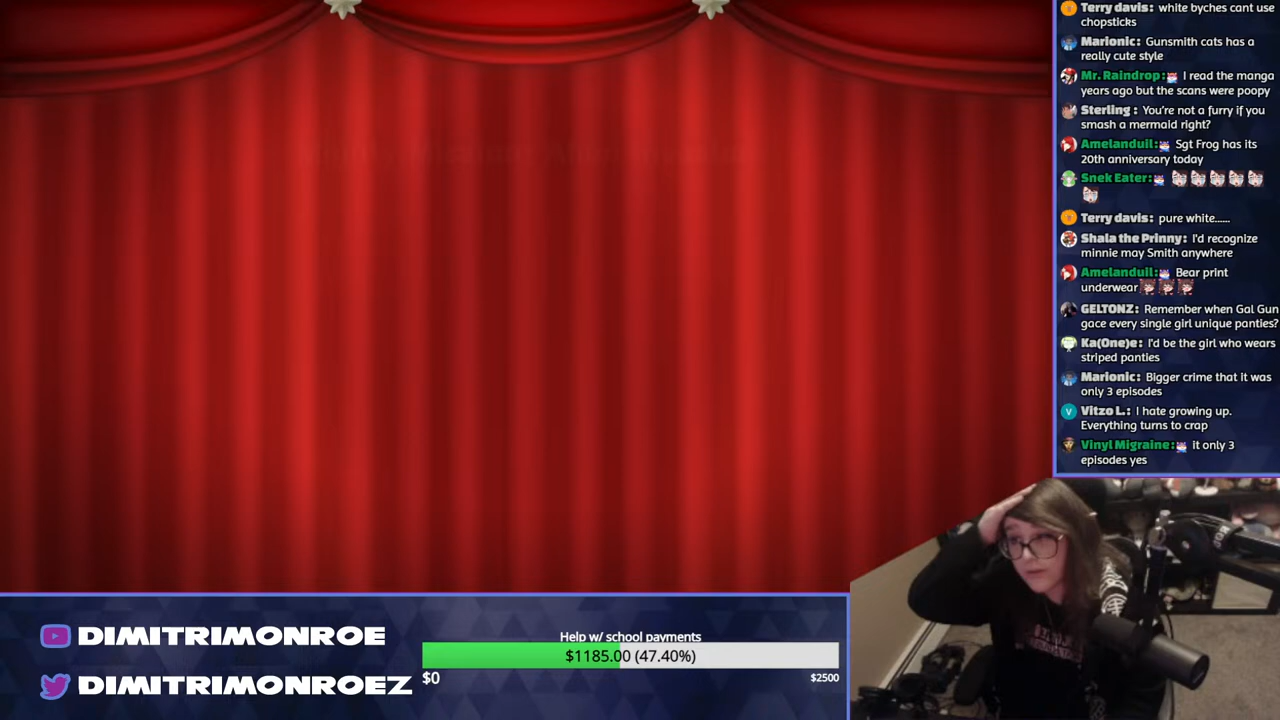 Terry davis: white byches cant use
chopsticks
Marionic: Gunsmith cats has a
really cute style
Mr. Raindrop: I read the manga
years ago but the scans were poopy
Sterling : You're not a furry if you
smash a mermaid right?
Amelanduil: Sgt Frog has its
20th anniversary today
Snek Eater:
Terry davis: pure white......
Shala the Prinny: I'd recognize
minnie may Smith anywhere
Amelanduil: Bear print
underwear
GELTONZ: Remember when Gal Gun
gace every single girl unique panties?
Ka(One)e: I'd be the girl who wears
striped panties
Marionic: Bigger crime that it was
only 3 episodes
V
Vitzo L.: I hate growing up.
Everything turns to crap
Vinyl Migraine: it only 3
episodes yes
DIMITRIMONROE
DIMITRIMONROEZ
Help w/ school payments
$1185.00 (47.40%)
$0
$2500